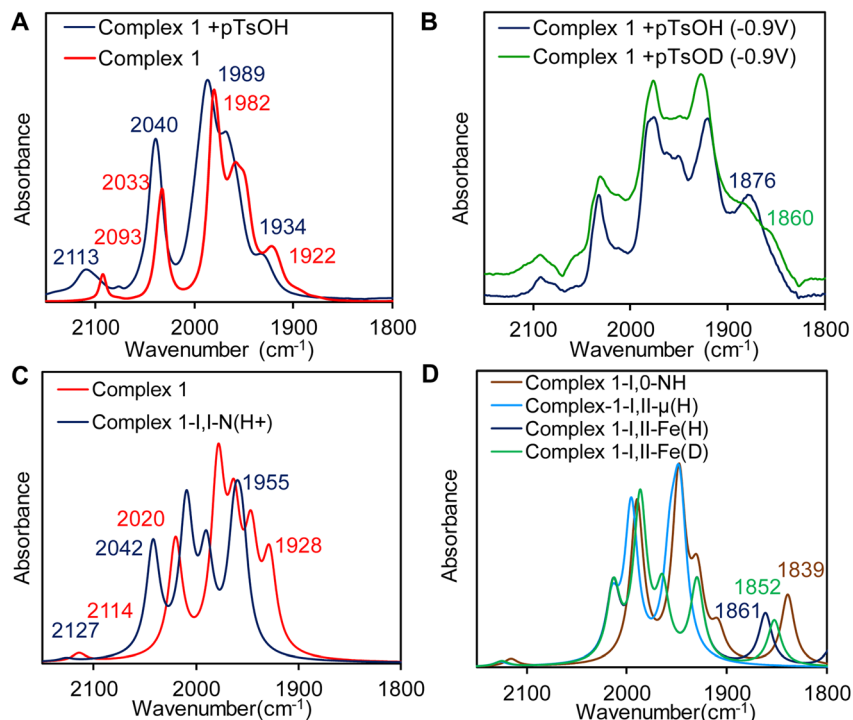 A
Complex 1 +pTsOH
Complex 1
1989
1982
2040
2033
2093
2113
1934
1922
Absorbance
2100 2000 1900 1800
Wavenumber (cm-1)
B
Complex 1 +pTsOH (-0.9V)
Complex 1 +pTsOD (-0.9V)
1876
1860
Absorbance
2100 2000 1900 1800
Wavenumber (cm-1)
C
Complex 1
Complex 1-I,I-N(H+)
1955
2020
2042
1928
2114
2127
Absorbance
2100 2000 1900 1800
Wavenumber(cm-1)
D
Complex 1-I,0-NH
Complex-1-I,II-μ(H)
Complex 1-I,II-Fe(H)
Complex 1-I,II-Fe(D)
1839
1852
1861
Absorbance
2100 2000 1900 1800
Wavenumber(cm-1)